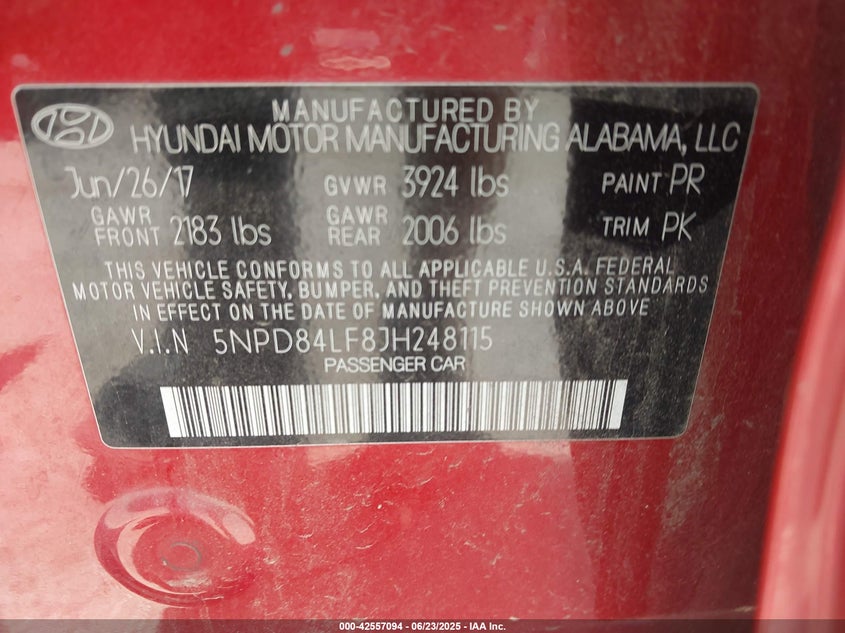 MANUFACTURED BY
HYUNDAI MOTOR MANUFACTURING ALABAMA, LLC
Jun/26/17 GVWR 3924 lbs PAINT PR
GAWR FRONT 2183 lbs GAWR REAR 2006 lbs TRIM PK
THIS VEHICLE CONFORMS TO ALL APPLICABLE U.S.A. FEDERAL
MOTOR VEHICLE SAFETY, BUMPER, AND THEFT PREVENTION STANDARDS
IN EFFECT ON THE DATE OF MANUFACTURE SHOWN ABOVE
V.I.N 5NPD84LF8JH248115
PASSENGER CAR
000-42557094 - 06/23/2025 - IAA Inc.